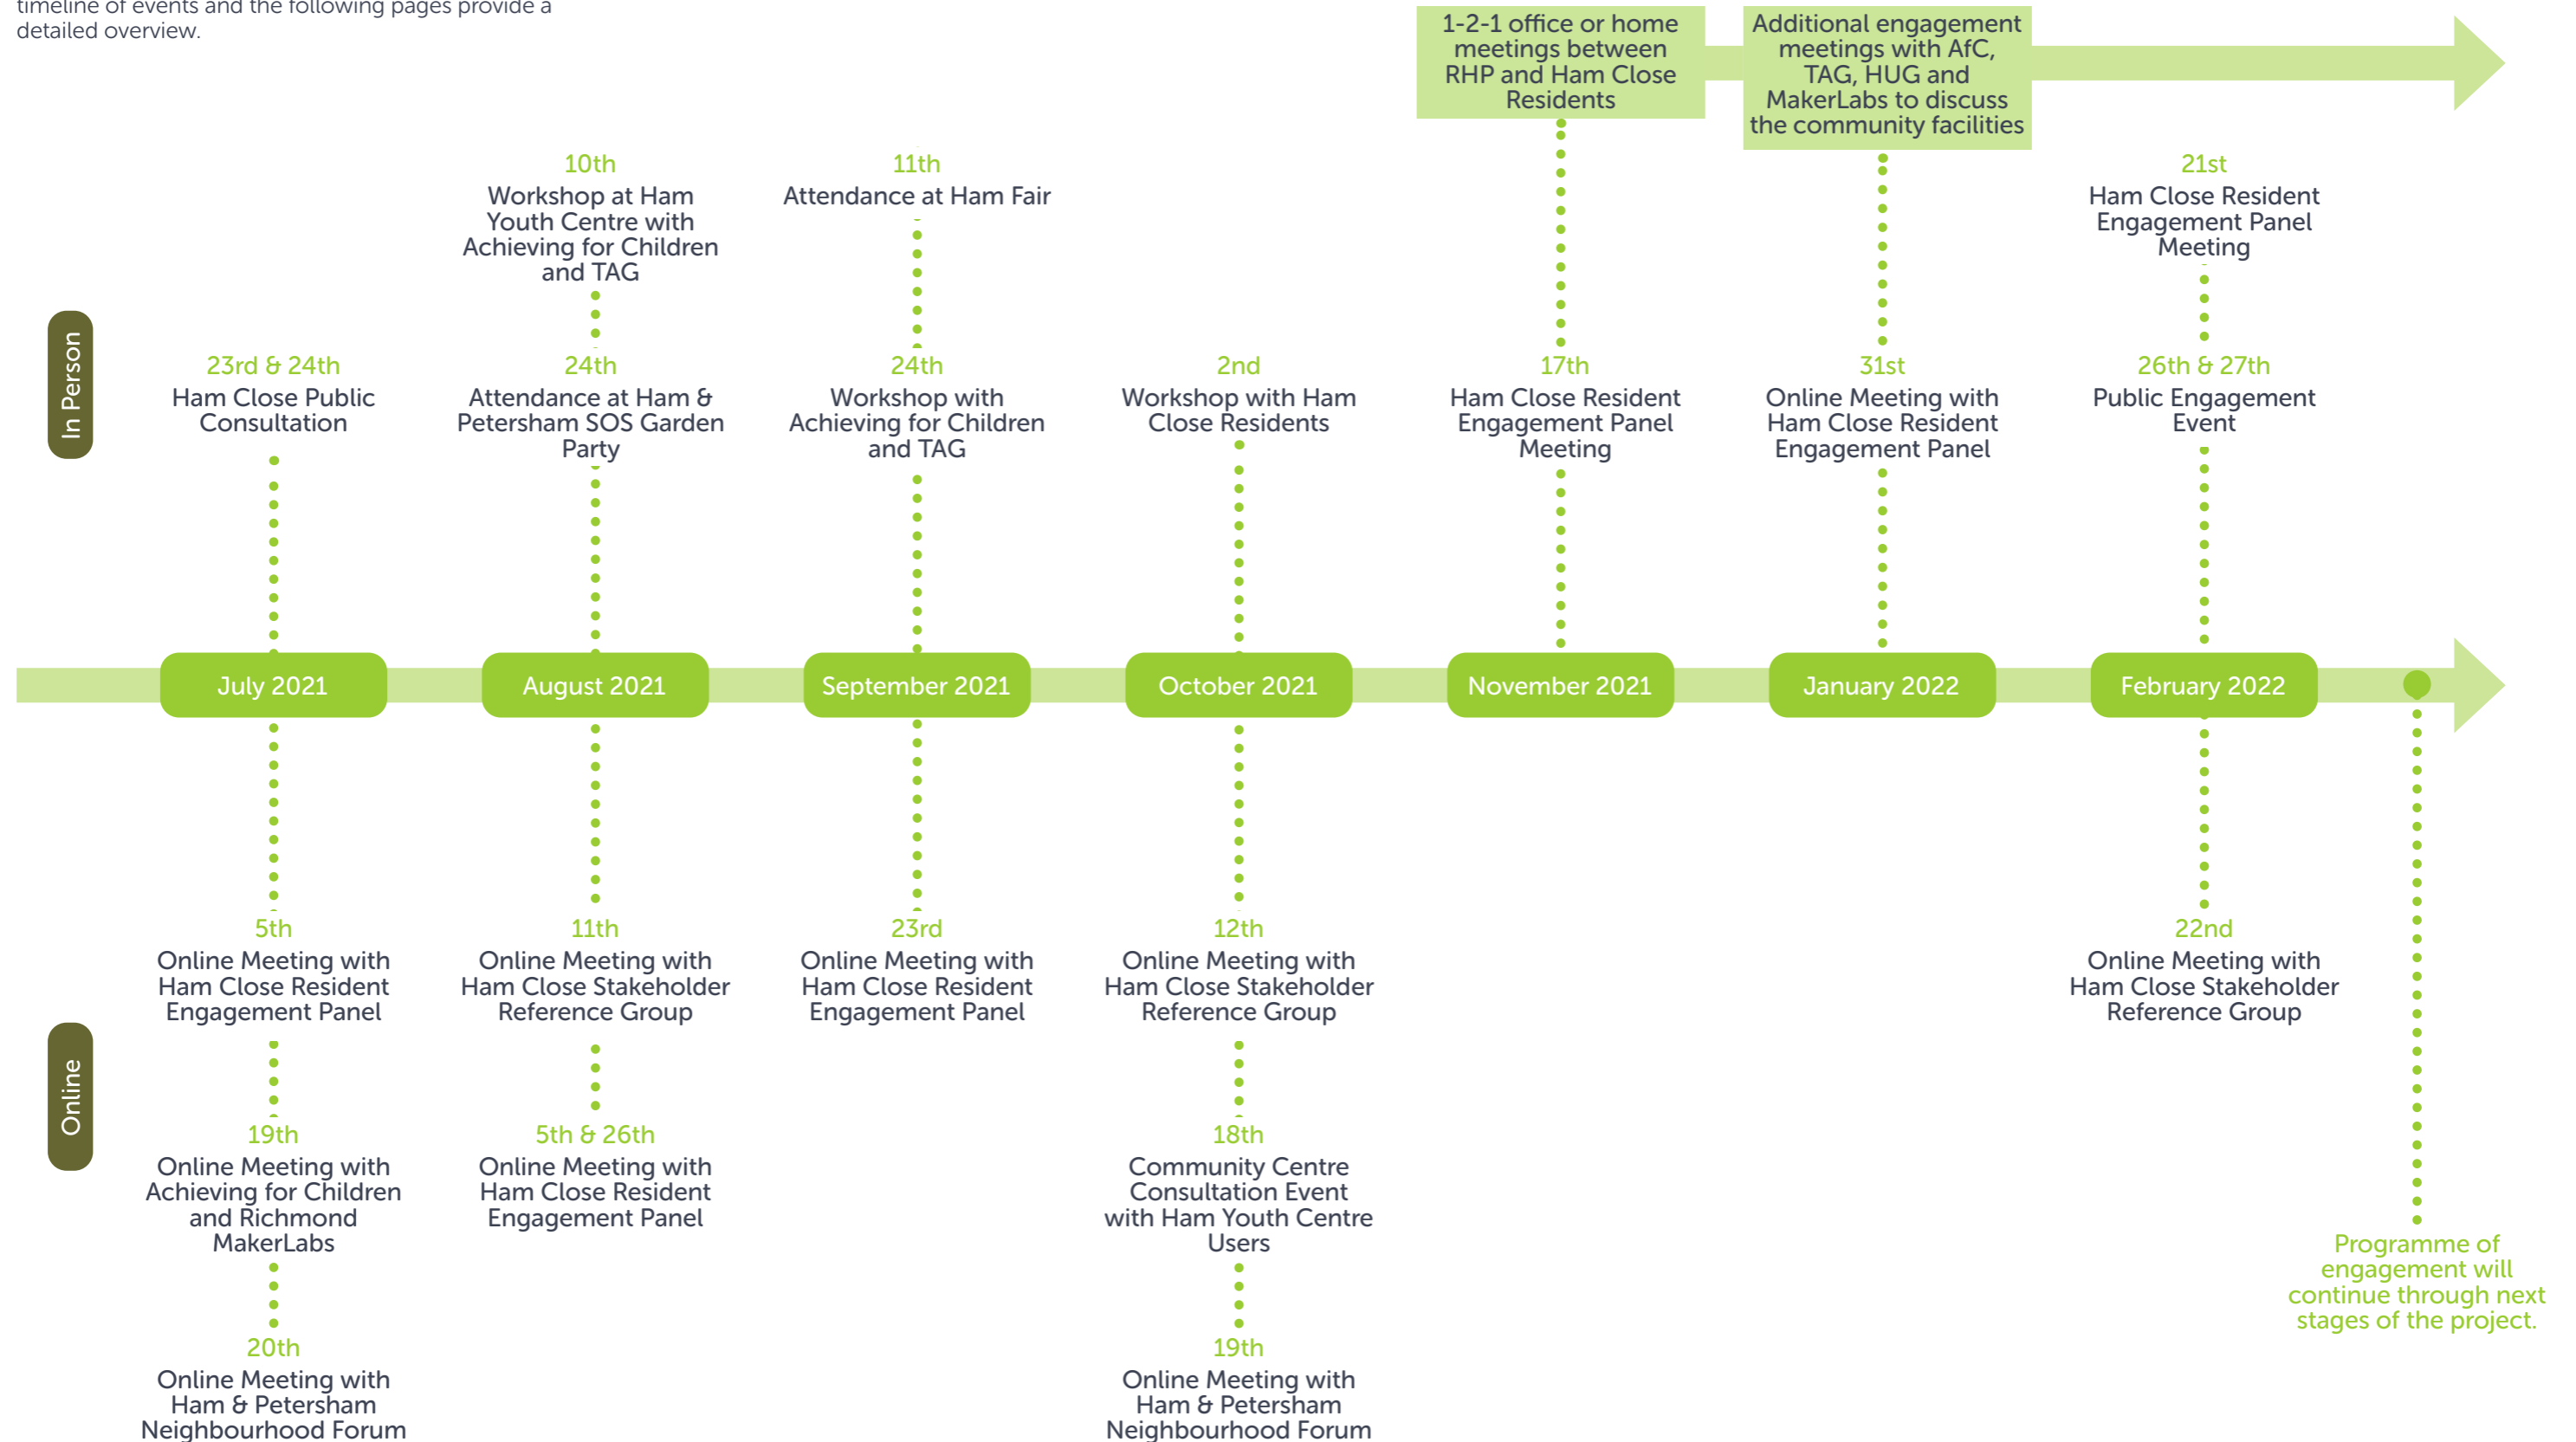 timeline of events and the following pages provide a
detailed overview.
1-2-1 office or home
meetings between
RHP and Ham Close
Residents
Additional engagement
meetings with AfC,
TAG, HUG and
MakerLabs to discuss
the community facilities
In Person
23rd & 24th
Ham Close Public
Consultation
10th
Workshop at Ham
Youth Centre with
Achieving for Children
and TAG
24th
Attendance at Ham &
Petersham SOS Garden
Party
11th
Attendance at Ham Fair
24th
Workshop with
Achieving for Children
and TAG
2nd
Workshop with Ham
Close Residents
17th
Ham Close Resident
Engagement Panel
Meeting
31st
Online Meeting with
Ham Close Resident
Engagement Panel
21st
Ham Close Resident
Engagement Panel
Meeting
26th & 27th
Public Engagement
Event
July 2021
August 2021
September 2021
October 2021
November 2021
January 2022
February 2022
Online
5th
Online Meeting with
Ham Close Resident
Engagement Panel
19th
Online Meeting with
Achieving for Children
and Richmond
MakerLabs
20th
Online Meeting with
Ham & Petersham
Neighbourhood Forum
11th
Online Meeting with
Ham Close Stakeholder
Reference Group
5th & 26th
Online Meeting with
Ham Close Resident
Engagement Panel
23rd
Online Meeting with
Ham Close Resident
Engagement Panel
12th
Online Meeting with
Ham Close Stakeholder
Reference Group
18th
Community Centre
Consultation Event
with Ham Youth Centre
Users
19th
Online Meeting with
Ham & Petersham
Neighbourhood Forum
22nd
Online Meeting with
Ham Close Stakeholder
Reference Group
Programme of
engagement will
continue through next
stages of the project.